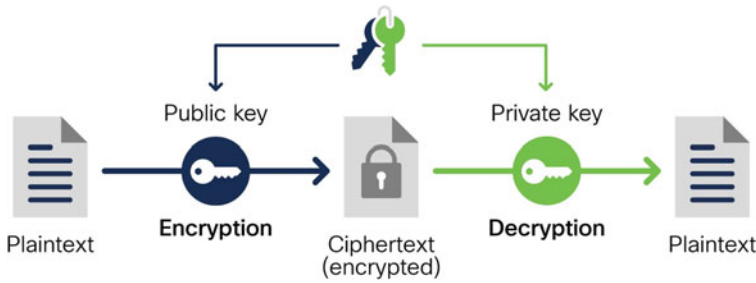 Public key
Private key
Plaintext
Encryption
Ciphertext
(encrypted)
Decryption
Plaintext